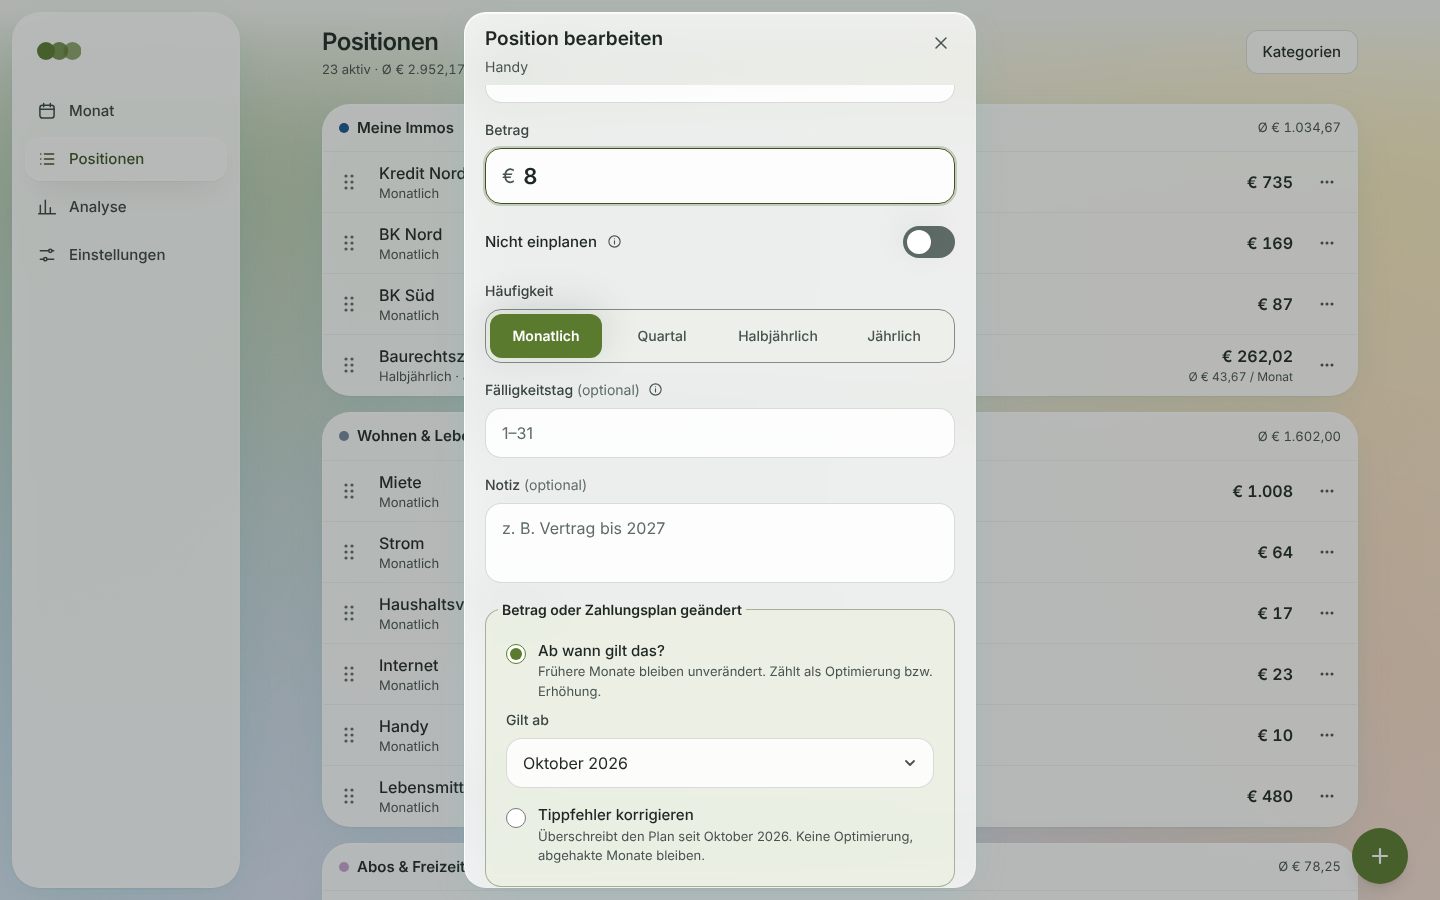 Monat
Positionen
Analyse
Einstellungen
Positionen
23 aktiv · Ø € 2.952,17
Kategorien
Meine Immos
Ø € 1.034,67
Kredit Nord
Monatlich
€ 735
BK Nord
Monatlich
€ 169
BK Süd
Monatlich
€ 87
Halbjährlich ·
€ 262,02
Ø € 43,67 / Monat
Ø € 1.602,00
Miete
Monatlich
€ 1.008
Strom
Monatlich
€ 64
Monatlich
€ 17
Internet
Monatlich
€ 23
Handy
Monatlich
€ 10
Monatlich
€ 480
Abos & Freizeit
Ø € 78,25
Position bearbeiten
Handy
Betrag
€ 8
Nicht einplanen
Häufigkeit
Monatlich Quartal Halbjährlich Jährlich
Fälligkeitstag (optional)
1–31
Notiz (optional)
z. B. Vertrag bis 2027
Betrag oder Zahlungsplan geändert
Ab wann gilt das?
Frühere Monate bleiben unverändert. Zählt als Optimierung bzw.
Erhöhung.
Gilt ab
Oktober 2026
Tippfehler korrigieren
Überschreibt den Plan seit Oktober 2026. Keine Optimierung,
abgehakte Monate bleiben.